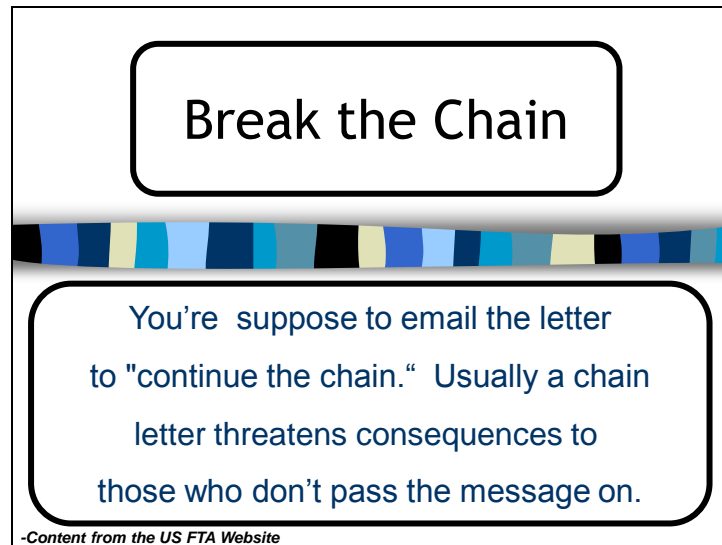 Break the Chain
You’re  suppose to email the letter
to "continue the chain.“  Usually a chain
letter threatens consequences to
those who don’t pass the message on.
-Content from the US FTA Website